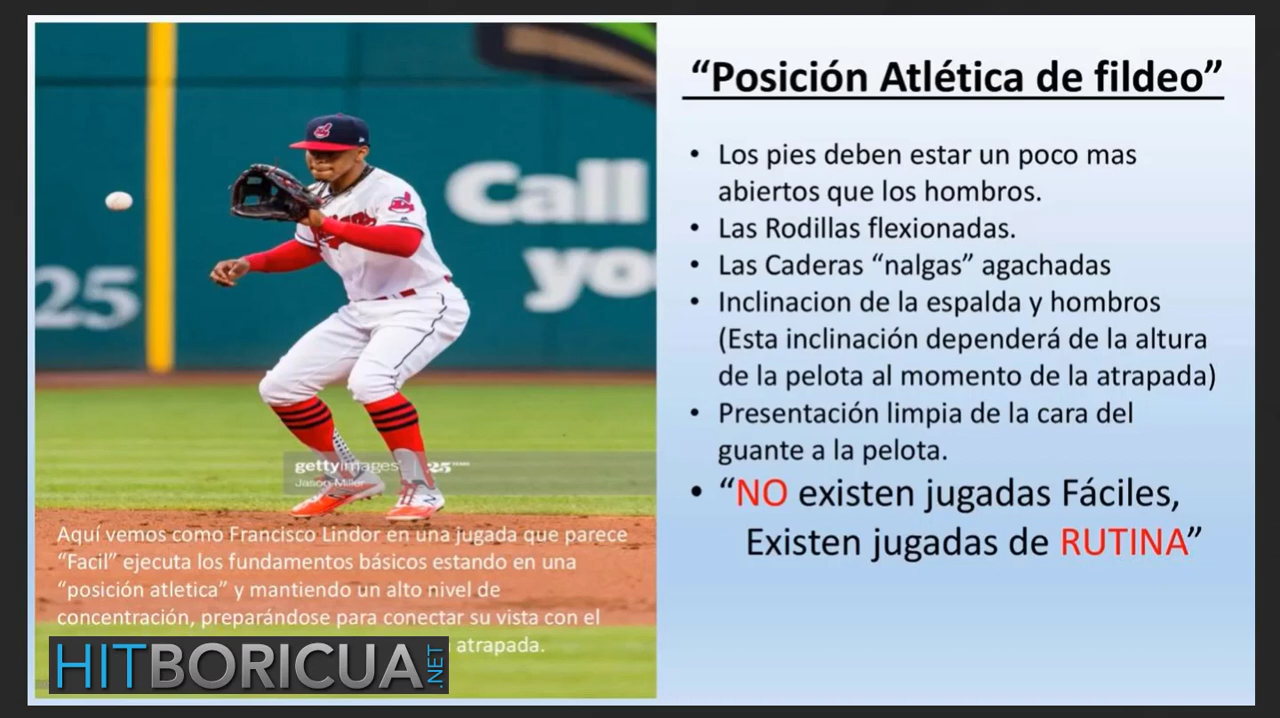 “Posición Atlética de fildeo”
• Los pies deben estar un poco mas
abiertos que los hombros.
• Las Rodillas flexionadas.
• Las Caderas “nalgas” agachadas
• Inclinacion de la espalda y hombros
(Esta inclinación dependerá de la altura
de la pelota al momento de la atrapada)
• Presentación limpia de la cara del
guante a la pelota.
• “NO existen jugadas Fáciles,
Existen jugadas de RUTINA”
Call
yo
25
gettyimages
25
Jason Miller
Aquí vemos como Francisco Lindor en una jugada que parece
“Facil” ejecuta los fundamentos básicos estando en una
“posición atletica” y mantiendo un alto nivel de
concentración, preparándose para conectar su vista con el
atrapada.
HITBORICUA.NET